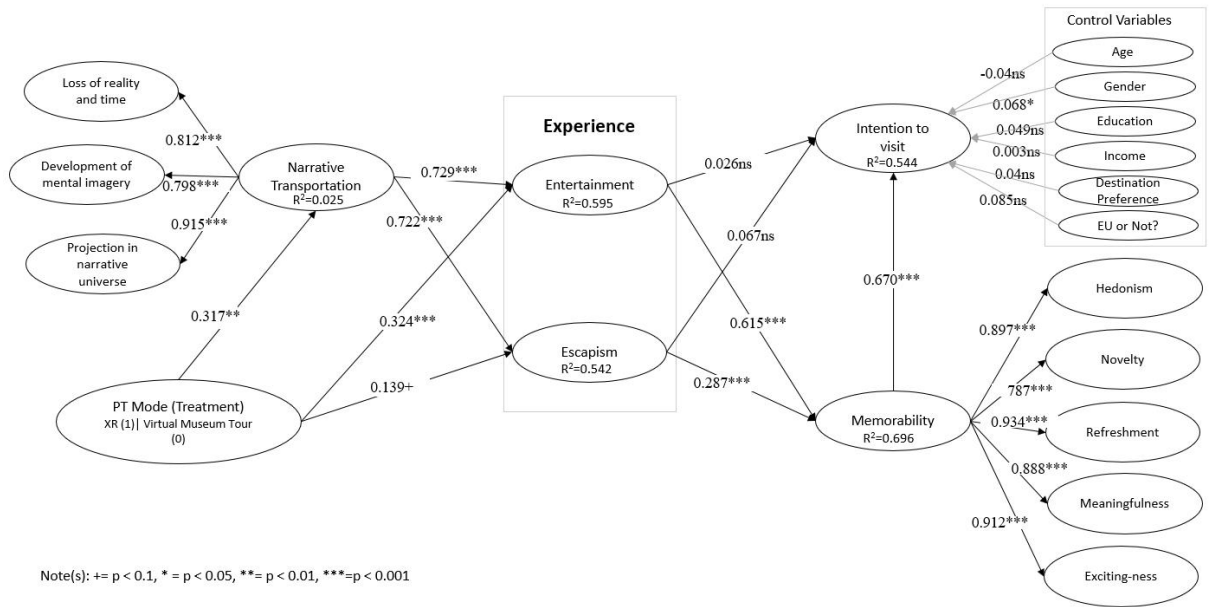 Control Variables
Age
Gender
Education
Income
Destination
Preference
EU or Not?
-0.04ns
0.068*
0.049ns
0.003ns
0.04ns
0.085ns
Loss of reality
and time
Development of
mental imagery
Projection in
narrative
universe
0.812***
0.798***
0.915***
Narrative
Transportation
R²=0.025
0.317**
PT Mode (Treatment)
XR (1)| Virtual Museum Tour
(0)
0.729***
0.722***
0.324***
0.139+
Experience
Entertainment
R²=0.595
Escapism
R²=0.542
0.026ns
0.067ns
0.615***
0.287***
Intention to
visit
R²=0.544
0.670***
Memorability
R²=0.696
0.897***
787***
0.934***
0.888***
0.912***
Hedonism
Novelty
Refreshment
Meaningfulness
Exciting-ness
Note(s): += p < 0.1, * = p < 0.05, **= p < 0.01, ***=p < 0.001